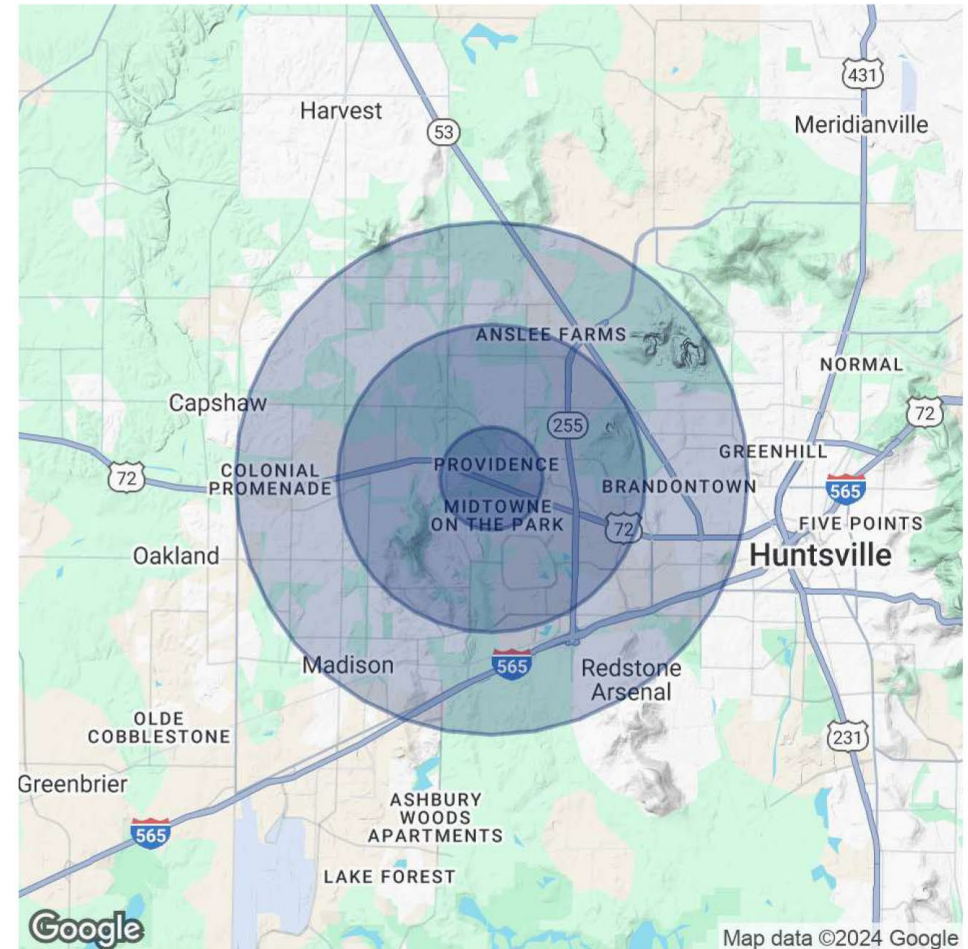 431
Harvest
Meridianville
53
ANSLEE FARMS
NORMAL
Capshaw
72
255
GREENHILL
COLONIAL
PROMENADE
PROVIDENCE
72
BRANDONTOWN
565
MIDTOWNE
ON THE PARK
72
FIVE POINTS
Oakland
Huntsville
Madison
565
Redstone
Arsenal
OLDE
COBBLESTONE
231
Greenbrier
ASHBURY
WOODS
APARTMENTS
565
LAKE FOREST
Google
Map data ©2024 Google